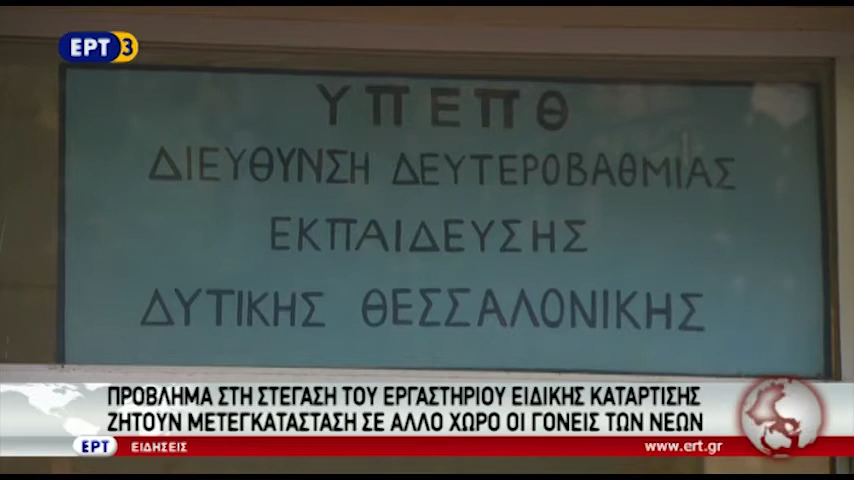 ΕΡΤ3
ΥΠΕΠΘ
ΔΙΕΥΘΥΝΣΗ ΔΕΥΤΕΡΟΒΑΘΜΙΑΣ
ΕΚΠΑΙΔΕΥΣΗΣ
ΔΥΤΙΚΗΣ ΘΕΣΣΑΛΟΝΙΚΗΣ
ΠΡΟΒΛΗΜΑ ΣΤΗ ΣΤΕΓΑΣΗ ΤΟΥ ΕΡΓΑΣΤΗΡΙΟΥ ΕΙΔΙΚΗΣ ΚΑΤΑΡΤΙΣΗΣ
ΖΗΤΟΥΝ ΜΕΤΕΓΚΑΤΑΣΤΑΣΗ ΣΕ ΑΛΛΟ ΧΩΡΟ ΟΙ ΓΟΝΕΙΣ ΤΩΝ ΝΕΩΝ
ΕΡΤ ΕΙΔΗΣΕΙΣ www.ert.gr